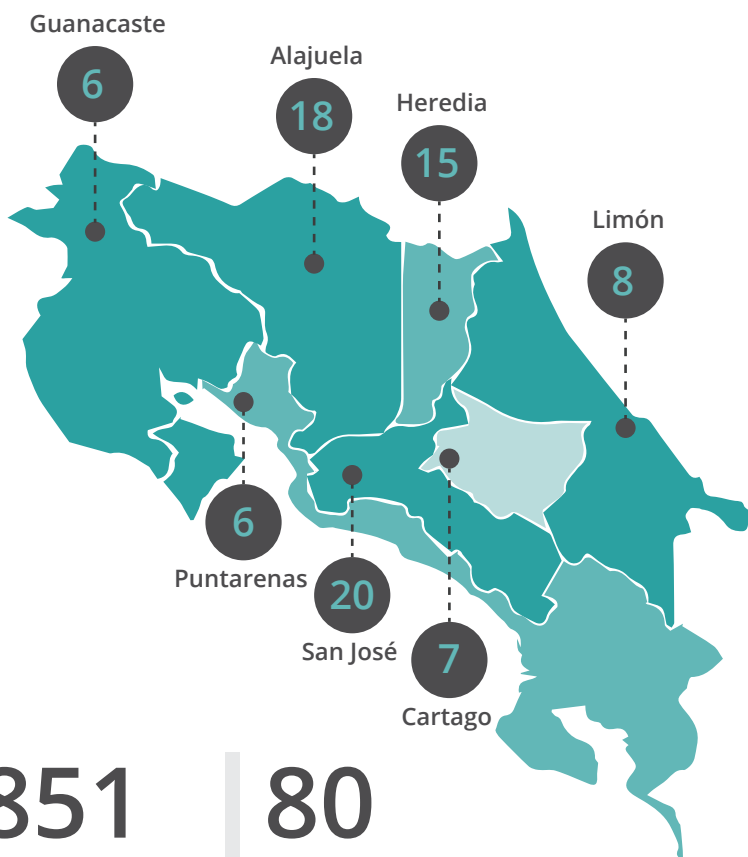 Guanacaste
6
Alajuela
18
Heredia
15
Limón
8
6
Puntarenas
20
San José
7
Cartago
851
80